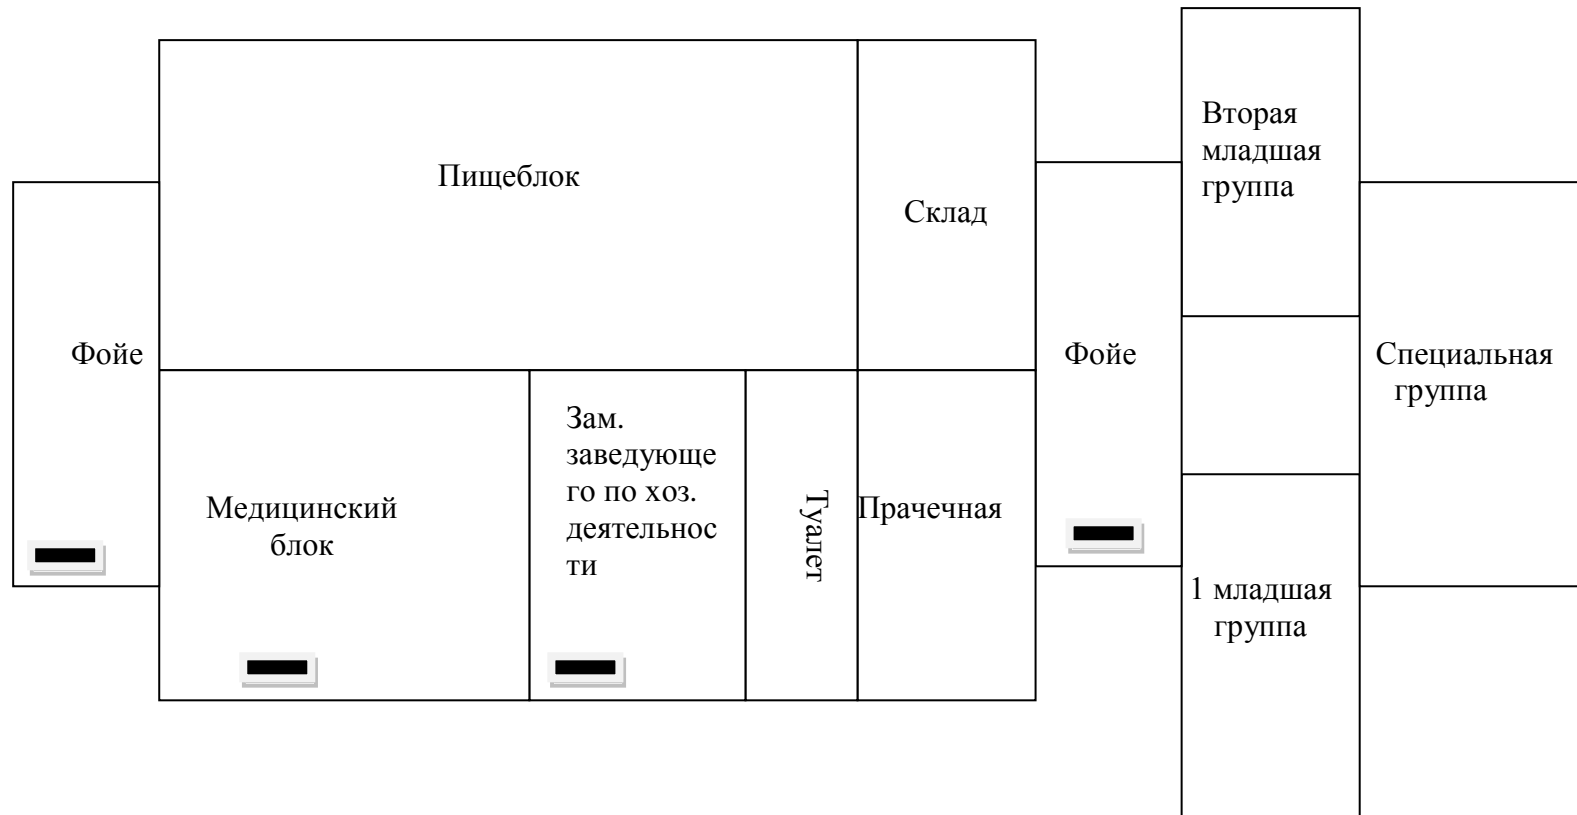 Вторая
младшая
группа
Пищеблок
Склад
Фойе
Фойе
Специальная
группа
Зам.
заведующе
го по хоз.
деятельнос
ти
Медицинский
блок
Туалет
Прачечная
1 младшая
группа